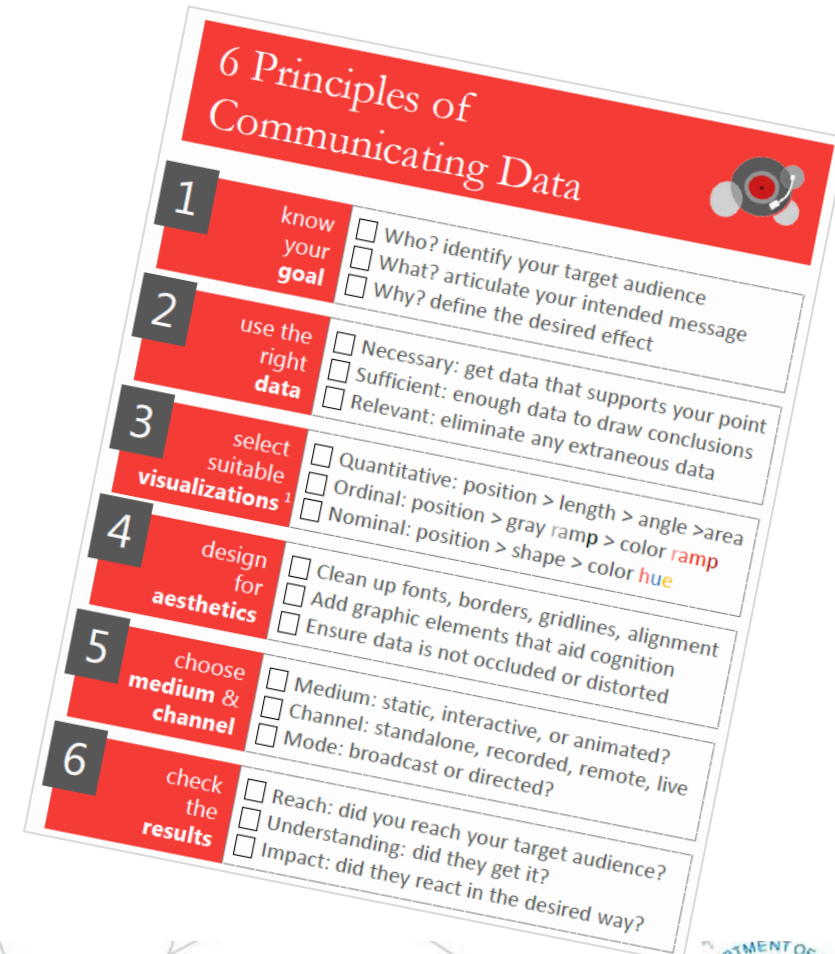 6 Principles of
Communicating Data
1
know
your
goal
Who? identify your target audience
What? articulate your intended message
Why? define the desired effect
2
use the
right
data
Necessary: get data that supports your point
Sufficient: enough data to draw conclusions
Relevant: eliminate any extraneous data
3
select
suitable
visualizations 1
Quantitative: position > length > angle >area
Ordinal: position > gray ramp > color ramp
Nominal: position > shape > color hue
4
design
for
aesthetics
Clean up fonts, borders, gridlines, alignment
Add graphic elements that aid cognition
Ensure data is not occluded or distorted
5
choose
medium &
channel
Medium: static, interactive, or animated?
Channel: standalone, recorded, remote, live
Mode: broadcast or directed?
6
check
the
results
Reach: did you reach your target audience?
Understanding: did they get it?
Impact: did they react in the desired way?